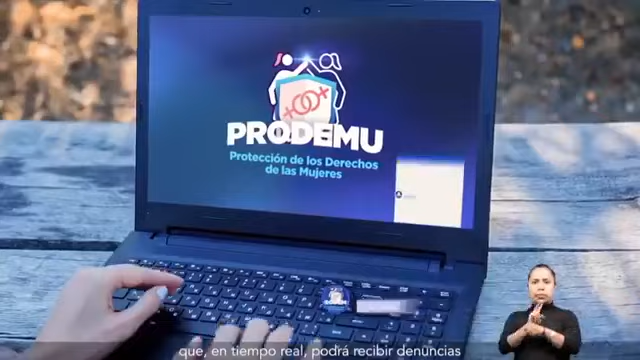 PRODEMU
Protección de los Derechos
de las Mujeres
que, en tiempo real, podrá recibir denuncias